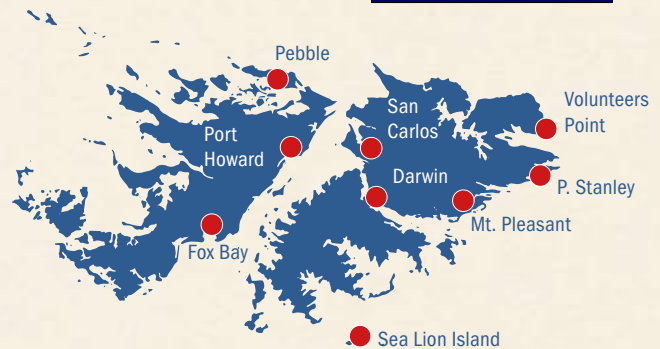 Pebble
Volunteers
Point
San
Carlos
Port
Howard
Darwin
P. Stanley
Mt. Pleasant
Fox Bay
Sea Lion Island